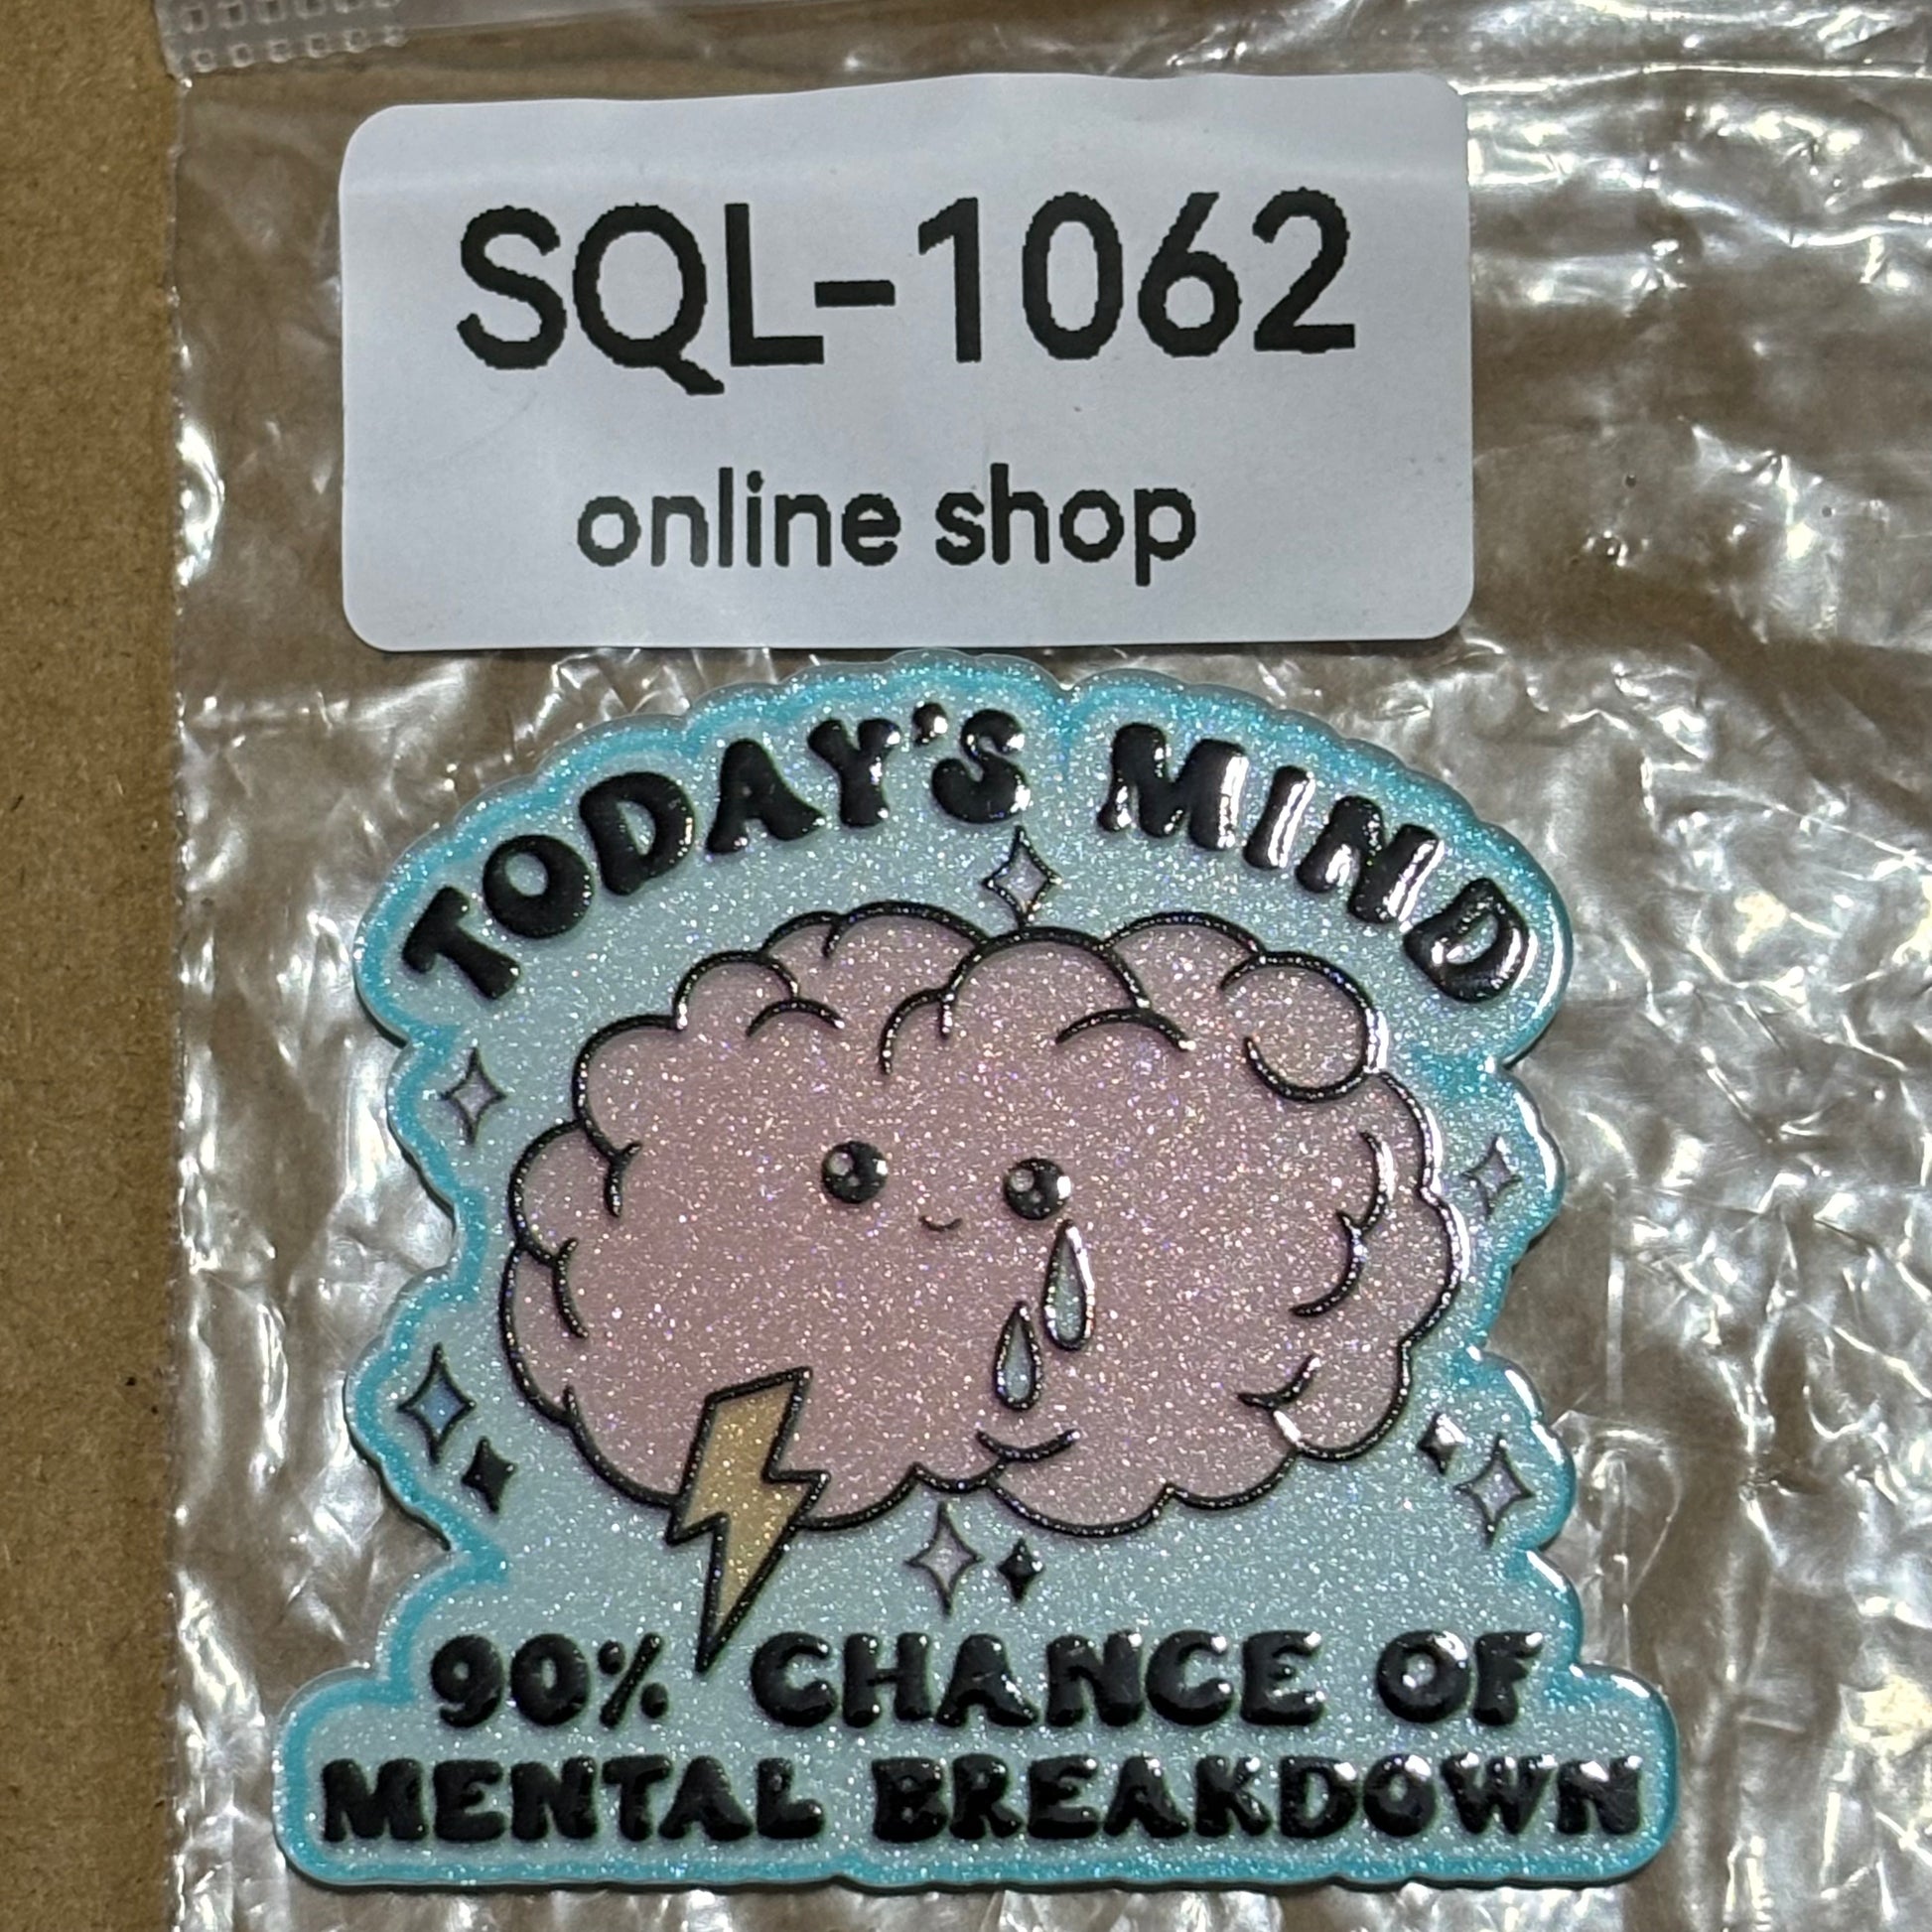 SQL-1062
online shop
TODAY'S MIND
90% CHANCE OF
MENTAL BREAKDOWN